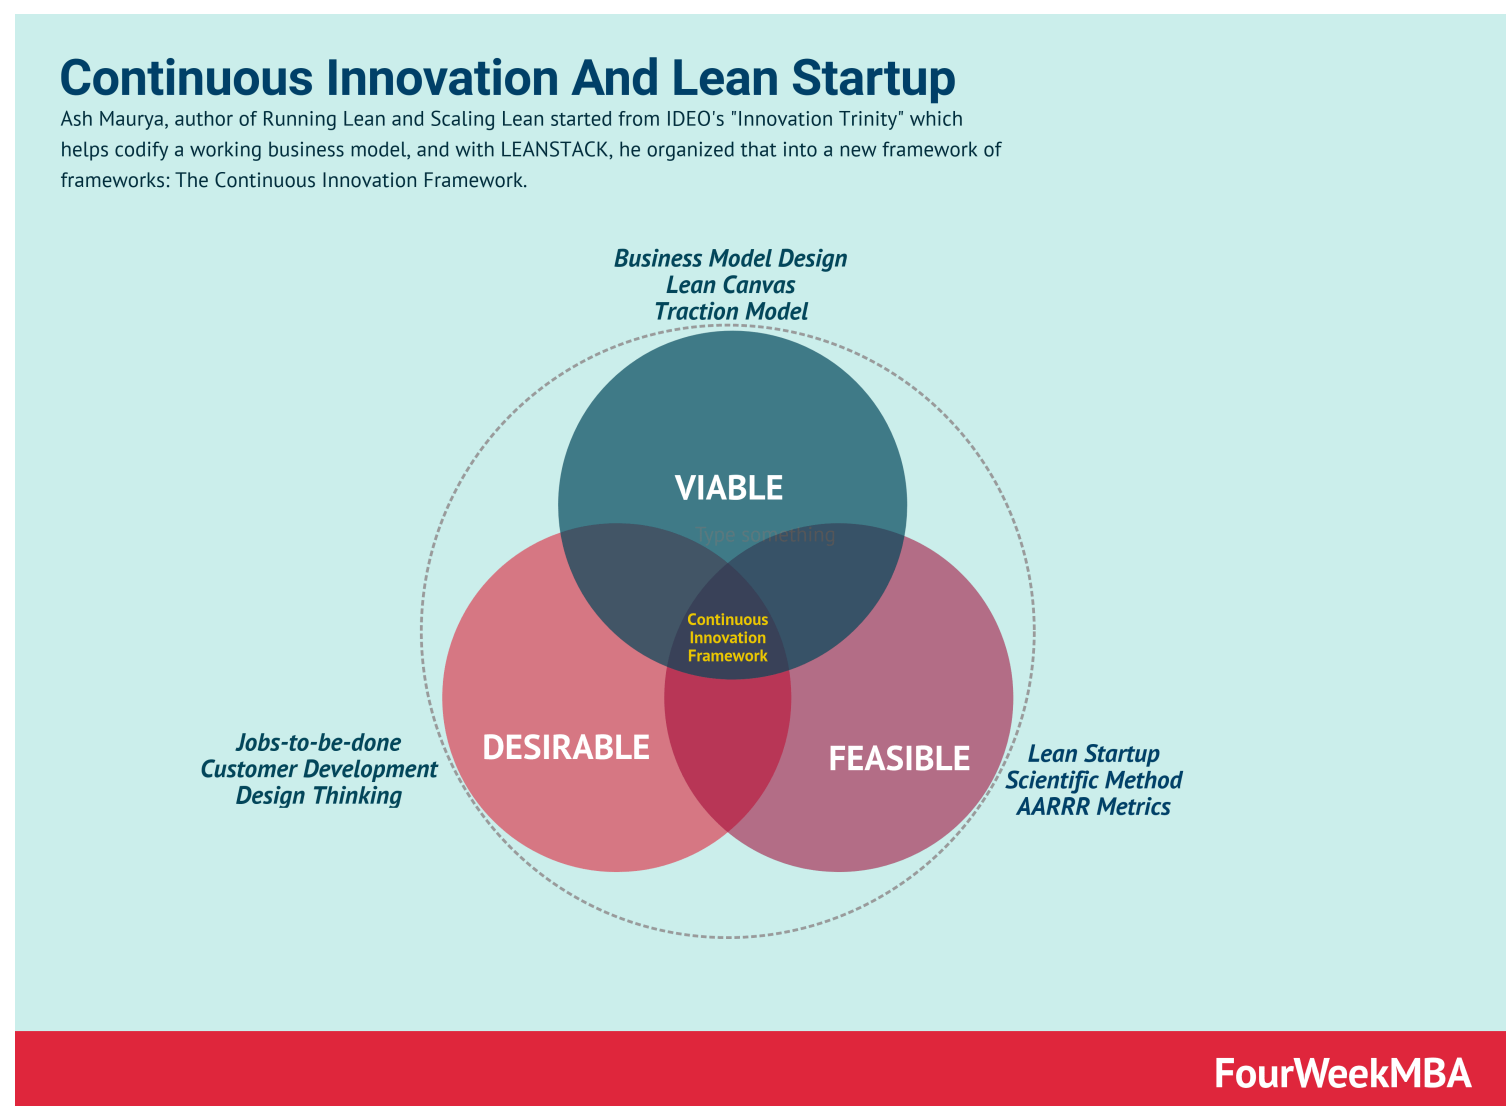 Continuous Innovation And Lean Startup
Ash Maurya, author of Running Lean and Scaling Lean started from IDEO's "Innovation Trinity" which
helps codify a working business model, and with LEANSTACK, he organized that into a new framework of
frameworks: The Continuous Innovation Framework.
Business Model Design
Lean Canvas
Traction Model
VIABLE
Type something
Continuous
Innovation
Framework
DESIRABLE
FEASIBLE
Jobs-to-be-done
Customer Development
Design Thinking
Lean Startup
Scientific Method
AARRR Metrics
FourWeekMBA